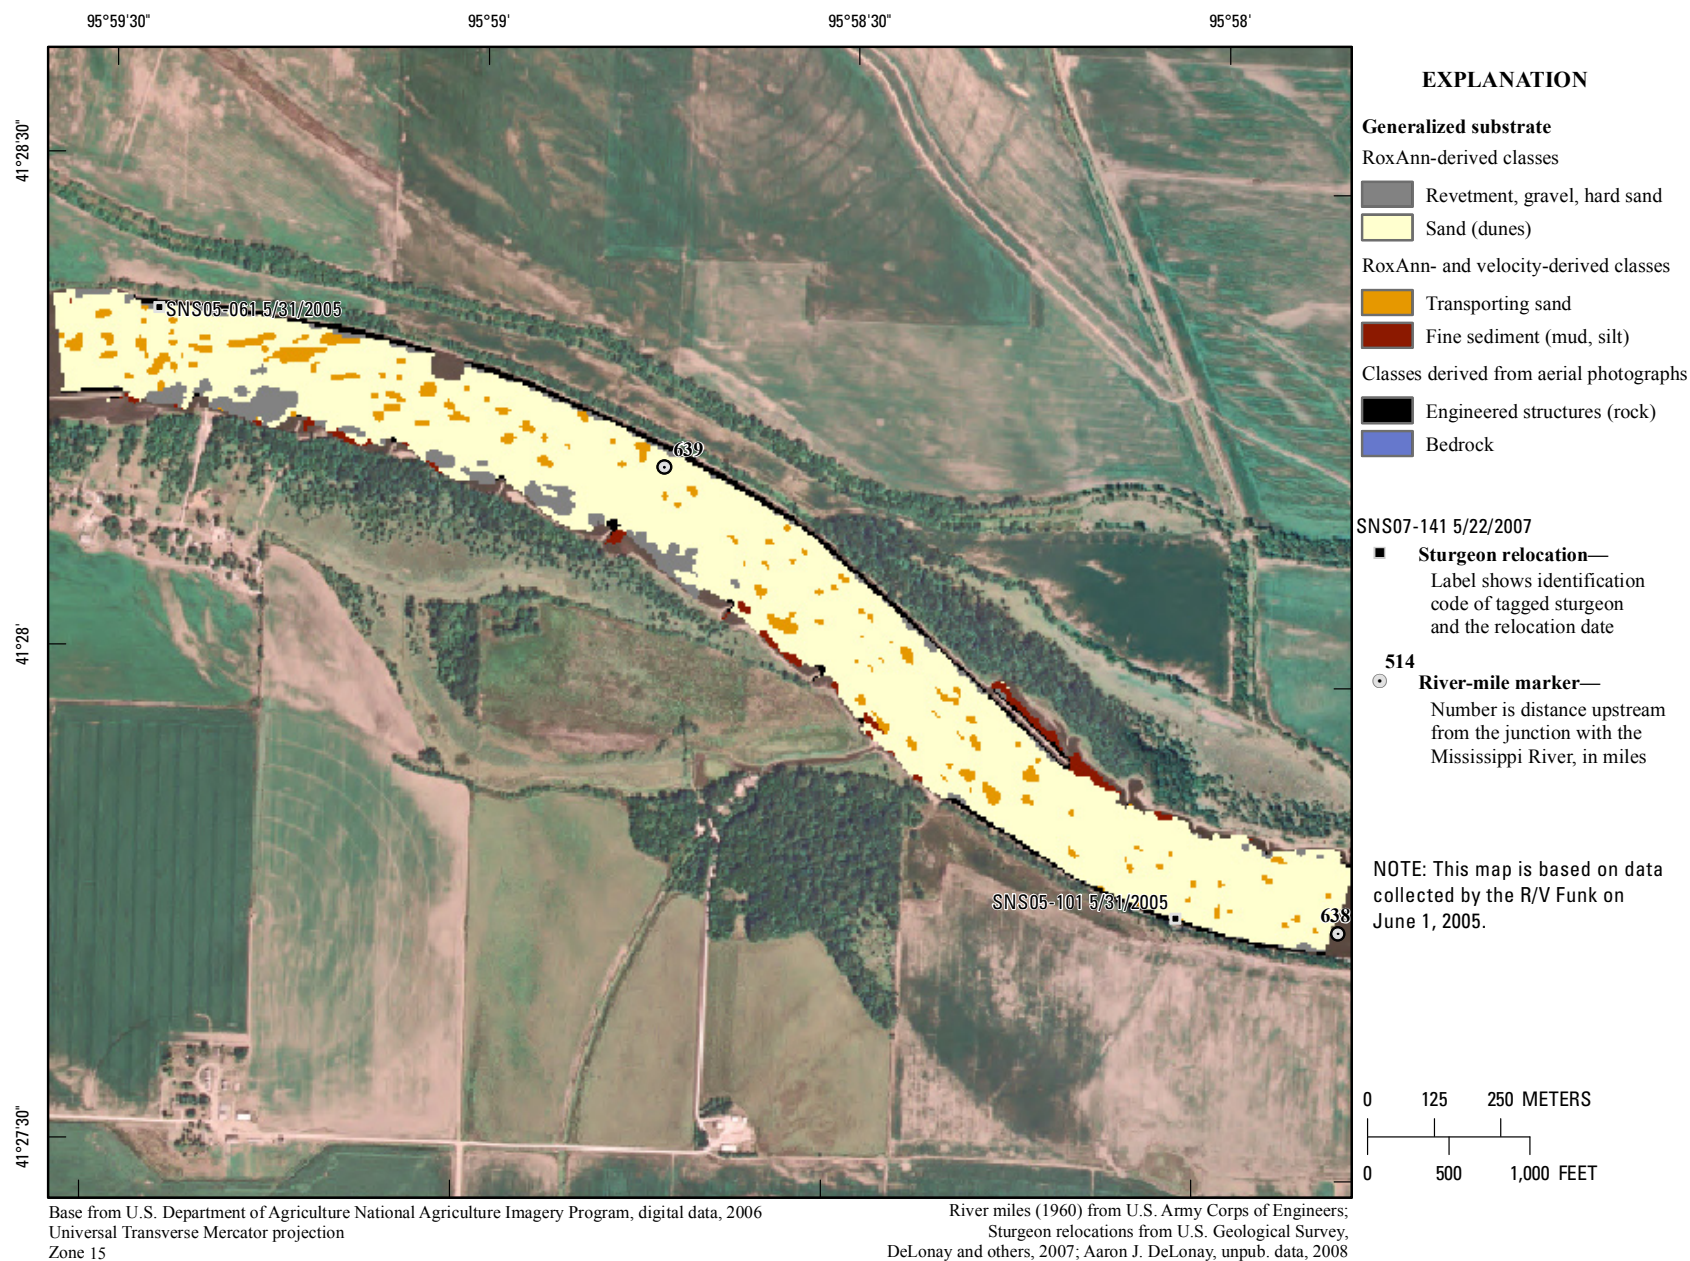 95°59'30"
95°59'
95°58'30"
95°58'
41°28'30"
41°28'
41°27'30"
SNS05-061 5/31/2005
639
SNS05-101 5/31/2005
638
EXPLANATION
Generalized substrate
RoxAnn-derived classes
Revetment, gravel, hard sand
Sand (dunes)
RoxAnn- and velocity-derived classes
Transporting sand
Fine sediment (mud, silt)
Classes derived from aerial photographs
Engineered structures (rock)
Bedrock
SNS07-141 5/22/2007
Sturgeon relocation—
Label shows identification
code of tagged sturgeon
and the relocation date
514
River-mile marker—
Number is distance upstream
from the junction with the
Mississippi River, in miles
NOTE: This map is based on data
collected by the R/V Funk on
June 1, 2005.
0 125 250 METERS
0 500 1,000 FEET
Base from U.S. Department of Agriculture National Agriculture Imagery Program, digital data, 2006
Universal Transverse Mercator projection
Zone 15
River miles (1960) from U.S. Army Corps of Engineers;
Sturgeon relocations from U.S. Geological Survey,
DeLonay and others, 2007; Aaron J. DeLonay, unpub. data, 2008